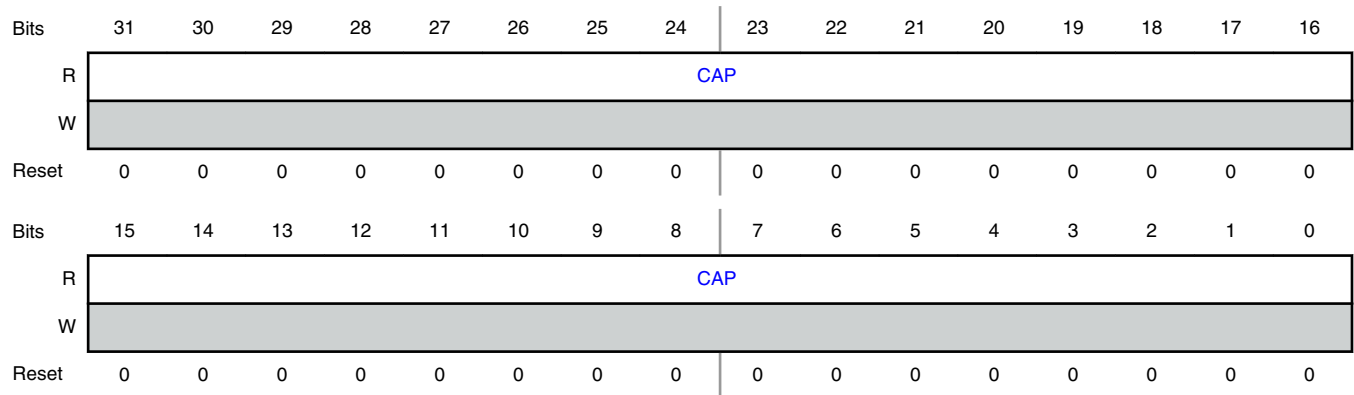 Bits 31 30 29 28 27 26 25 24 23 22 21 20 19 18 17 16
R CAP
W
Reset 0 0 0 0 0 0 0 0 0 0 0 0 0 0 0 0
Bits 15 14 13 12 11 10 9 8 7 6 5 4 3 2 1 0
R CAP
W
Reset 0 0 0 0 0 0 0 0 0 0 0 0 0 0 0 0